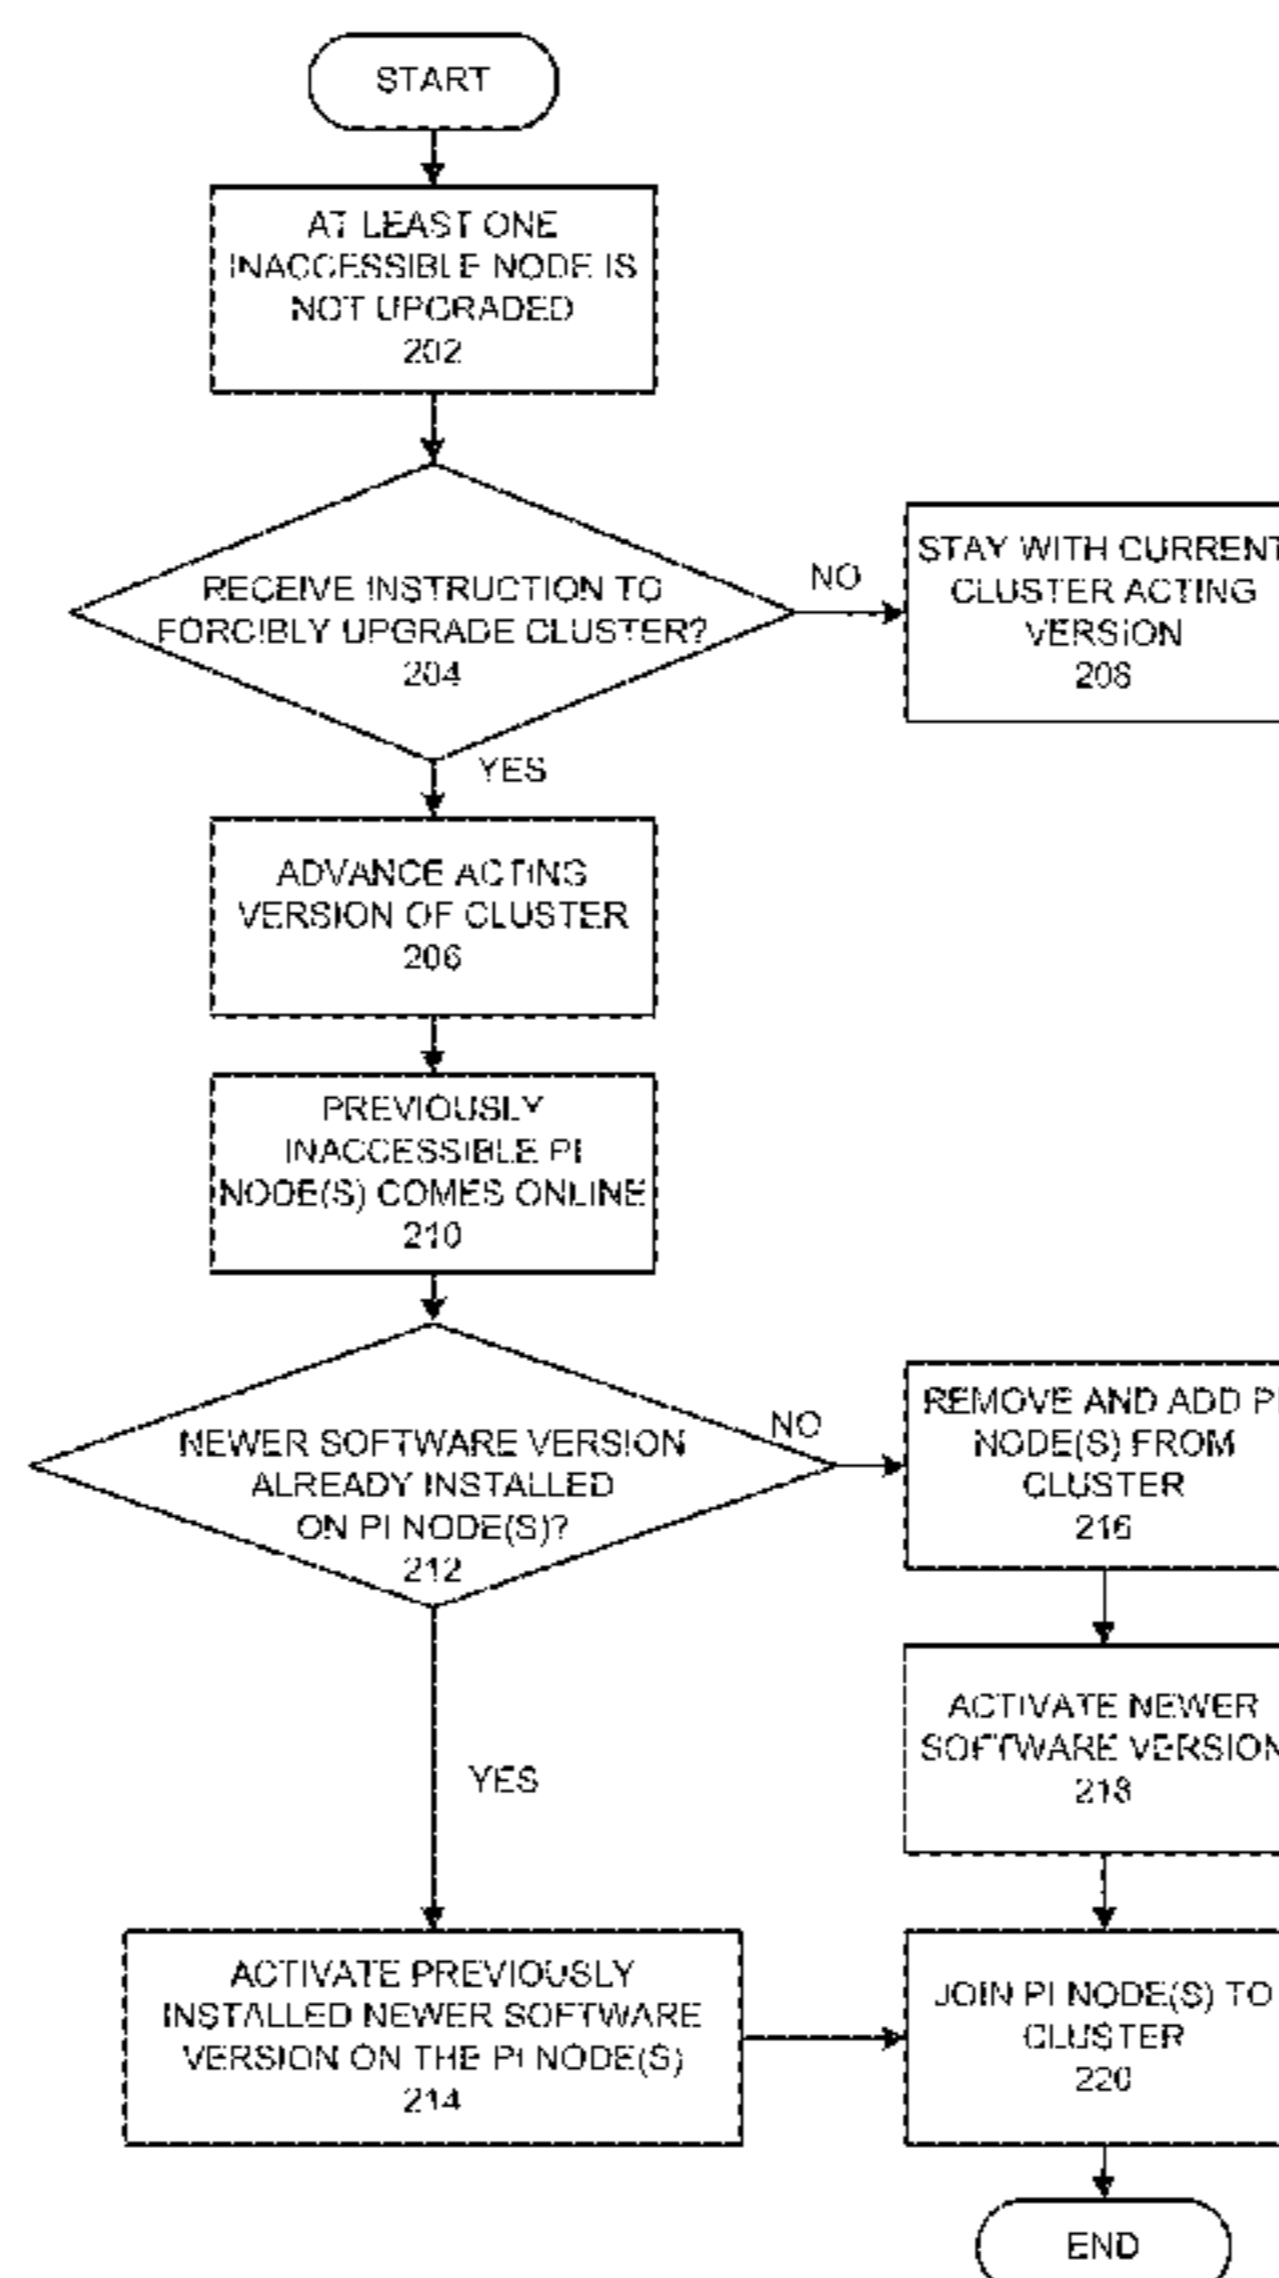 START
AT LEAST ONE
INACCESSIBLE NODE IS
NOT UPGRADED
202
RECEIVE INSTRUCTION TO
FORCIBLY UPGRADE CLUSTER?
204
NO
STAY WITH CURRENT
CLUSTER ACTING
VERSION
208
YES
ADVANCE ACTING
VERSION OF CLUSTER
206
PREVIOUSLY
INACCESSIBLE PI
NODE(S) COMES ONLINE
210
NEWER SOFTWARE VERSION
ALREADY INSTALLED
ON PI NODE(S)?
212
NO
REMOVE AND ADD PI
NODE(S) FROM
CLUSTER
216
ACTIVATE NEWER
SOFTWARE VERSION
218
YES
ACTIVATE PREVIOUSLY
INSTALLED NEWER SOFTWARE
VERSION ON THE PI NODE(S)
214
JOIN PI NODE(S) TO
CLUSTER
220
END